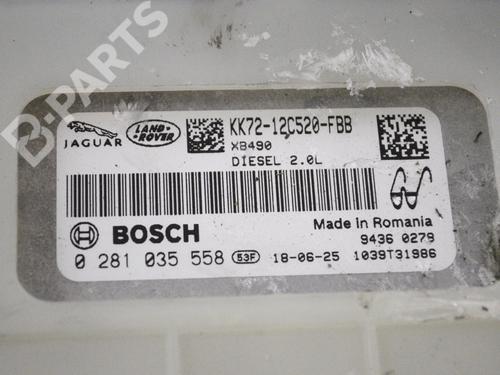 B-PARTS
JAGUAR
LAND-ROVER
KK72-12C520-FBB
XB490
DIESEL 2.0L
BOSCH
Made in Romania
9436 0279
0 281 035 558 53F 18-06-25 1039T31986